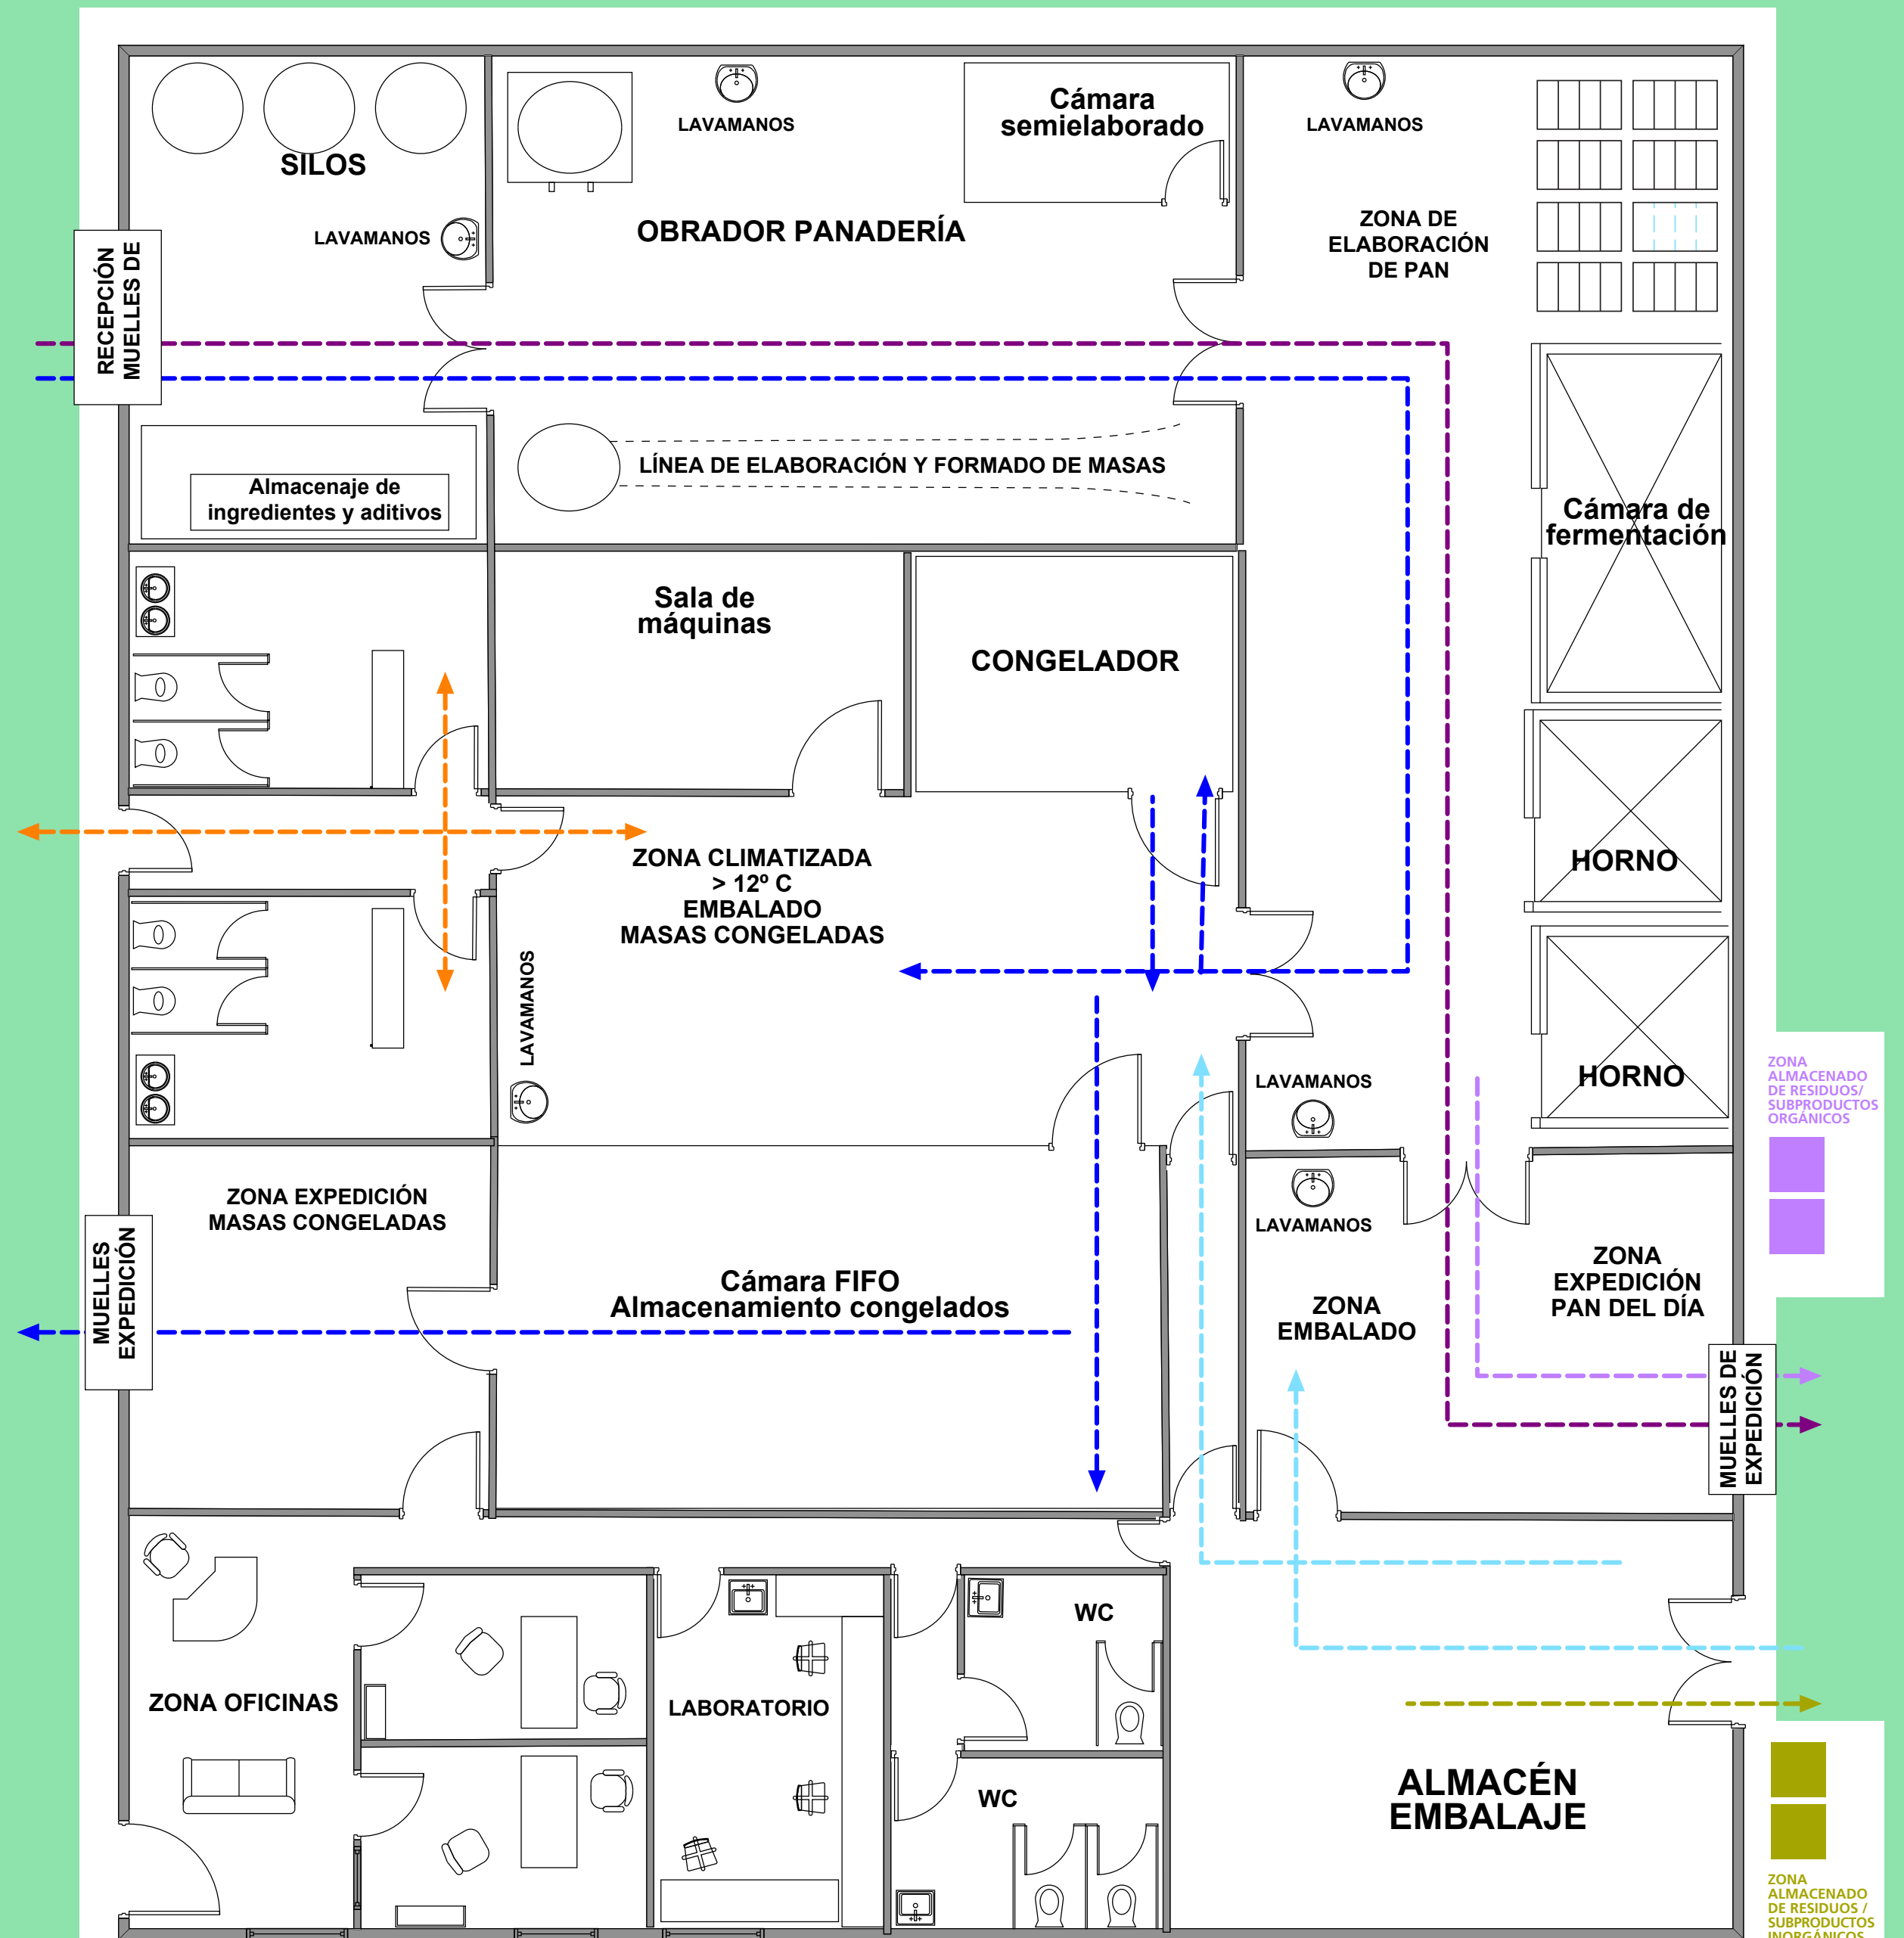 SILOS
LAVAMANOS
RECEPCIÓN
MUELLES DE
LAVAMANOS
Cámara
semielaborado
OBRADOR PANADERÍA
LAVAMANOS
ZONA DE
ELABORACIÓN
DE PAN
Almacenaje de
ingredientes y aditivos
LÍNEA DE ELABORACIÓN Y FORMADO DE MASAS
Cámara de
fermentación
Sala de
máquinas
CONGELADOR
HORNO
ZONA CLIMATIZADA
> 12º C
EMBALADO
MASAS CONGELADAS
LAVAMANOS
LAVAMANOS
HORNO
ZONA
ALMACENADO
DE RESIDUOS/
SUBPRODUCTOS
ORGÁNICOS
ZONA EXPEDICIÓN
MASAS CONGELADAS
MUELLES
EXPEDICIÓN
Cámara FIFO
Almacenamiento congelados
LAVAMANOS
ZONA
EMBALADO
ZONA
EXPEDICIÓN
PAN DEL DÍA
MUELLES DE
EXPEDICIÓN
ZONA OFICINAS
LABORATORIO
WC
WC
ALMACÉN
EMBALAJE
ZONA
ALMACENADO
DE RESIDUOS /
SUBPRODUCTOS
INORGÁNICOS